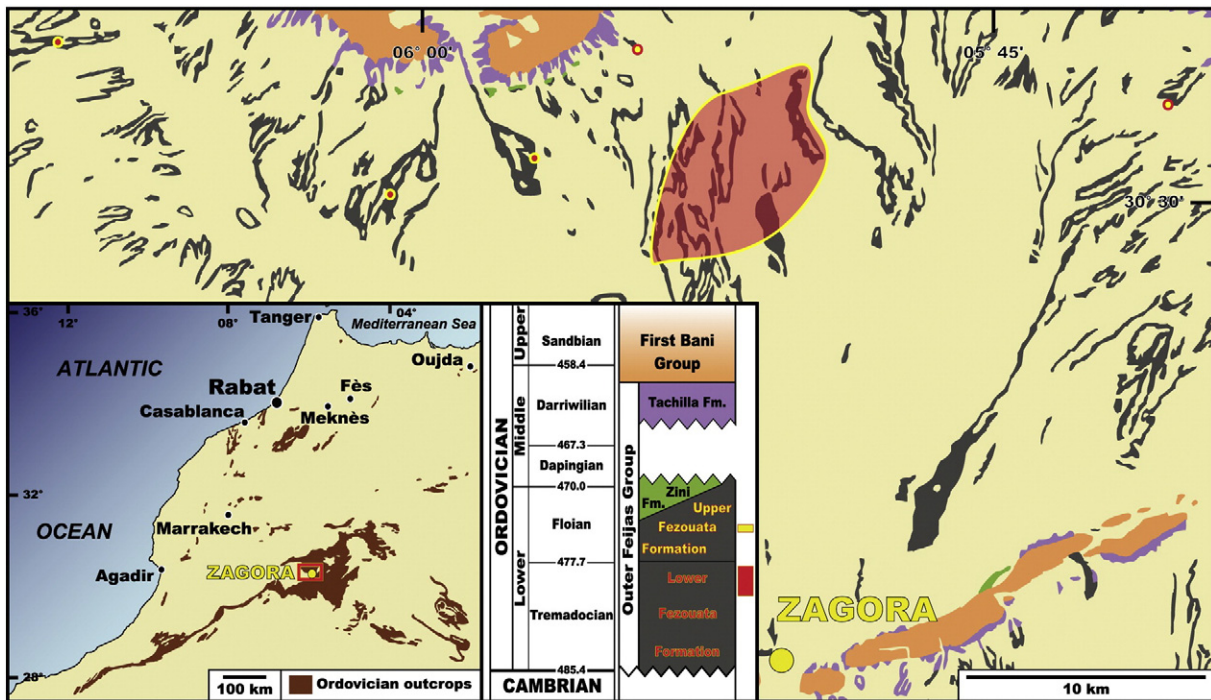 06° 00'
05° 45'
30° 30'
36°
12°
08°
04°
Tanger
Mediterranean Sea
Oujda
ATLANTIC
Rabat
Fès
Casablanca
Meknès
32°
Marrakech
OCEAN
Agadir
ZAGORA
28°
100 km
Ordovician outcrops
ORDOVICIAN
Upper
Middle
Lower
Sandbian
458.4
Darriwilian
467.3
Dapingian
470.0
Floian
477.7
Tremadocian
485.4
CAMBRIAN
Outer Feijas Group
First Bani
Group
Tachilla Fm.
Zini
Fm.
Upper
Fezouata
Formation
Lower
Fezouata
Formation
ZAGORA
10 km